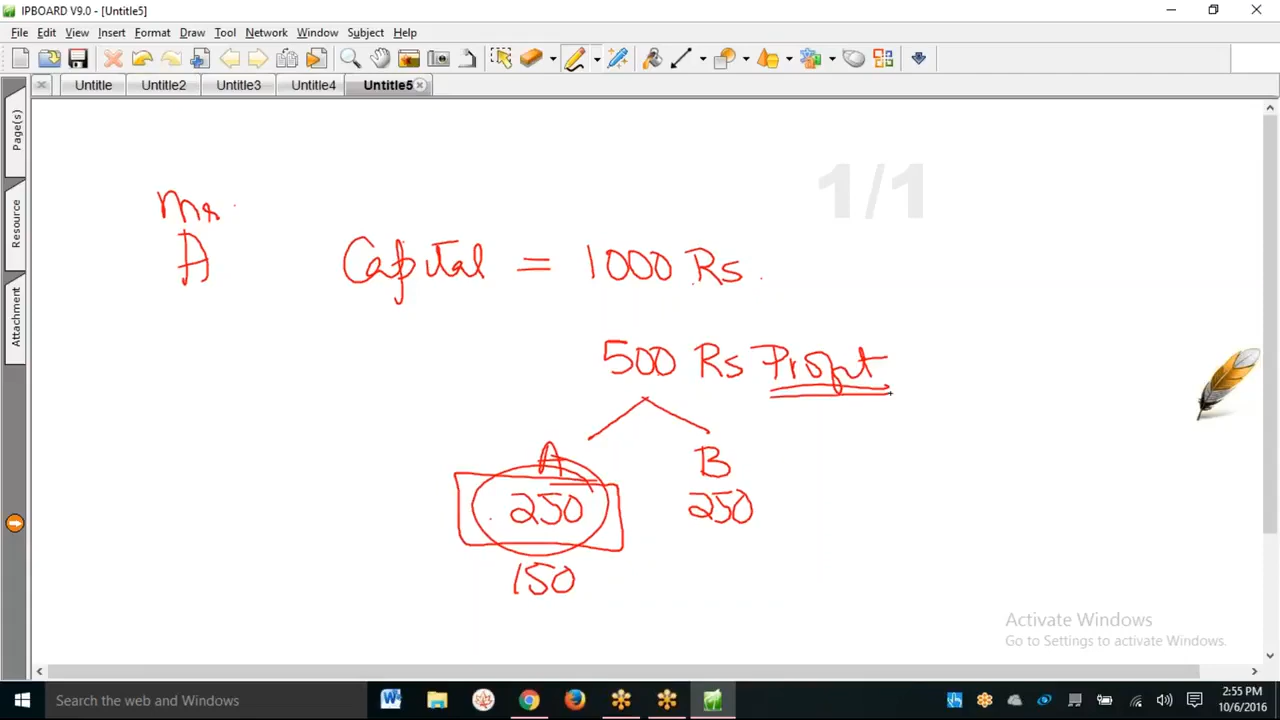 IPBOARD V9.0 - [Untitle5]
File Edit View Insert Format Draw Tool Network Window Subject Help
Untitle Untitle2 Untitle3 Untitle4 Untitle5
Page(s)
Resource
Attachment
1/1
Mr.
A Capital = 1000 Rs.
500 Rs Profit
A B
250 250
150
Activate Windows
Go to Settings to activate Windows.
Search the web and Windows
2:55 PM
10/6/2016